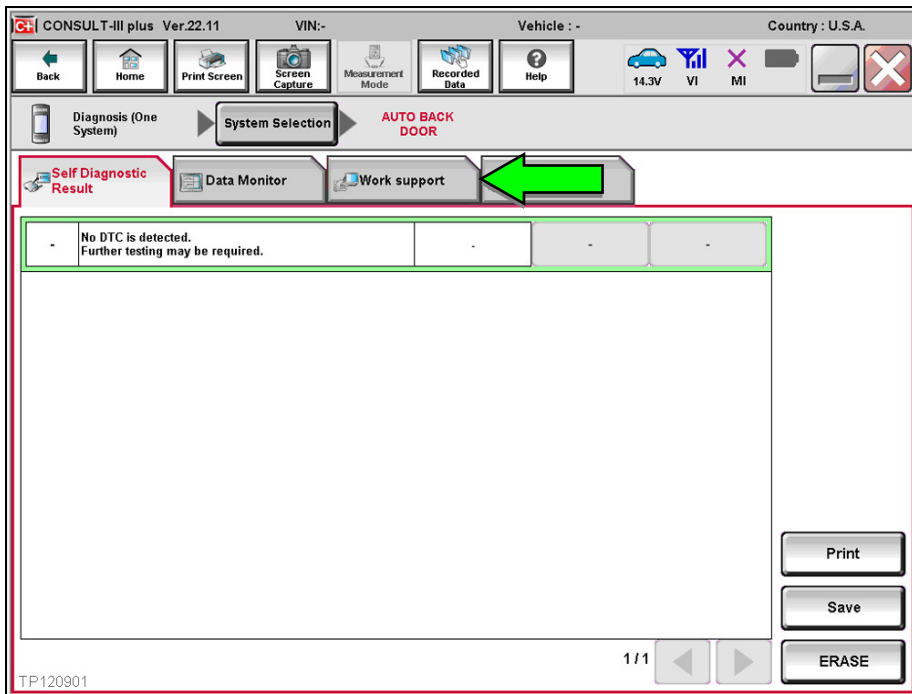 C+ CONSULT-III plus Ver.22.11 VIN:- Vehicle : - Country : U.S.A.
Back
Home
Print Screen
Screen
Capture
Measurement
Mode
Recorded
Data
Help
14.3V
VI
MI
Diagnosis (One
System)
System Selection
AUTO BACK
DOOR
Self Diagnostic
Result
Data Monitor
Work support
- No DTC is detected.
Further testing may be required.
- - -
Print
Save
1/1
ERASE
TP120901